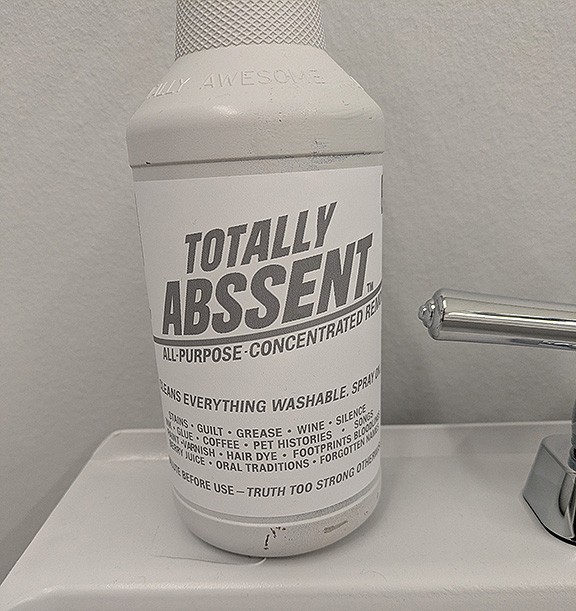 ALLY AWESOME
TOTALLY
ABSSENT™
ALL-PURPOSE·CONCENTRATED
CLEANS EVERYTHING WASHABLE. SPRAY
STAINS • GUILT • GREASE • WINE • SILENCE
GLUE • COFFEE • PET HISTORIES • SONGS
VARNISH • HAIR DYE • FOOTPRINTS
JUICE • ORAL TRADITIONS • FORGOTTEN
BEFORE USE – TRUTH TOO STRONG